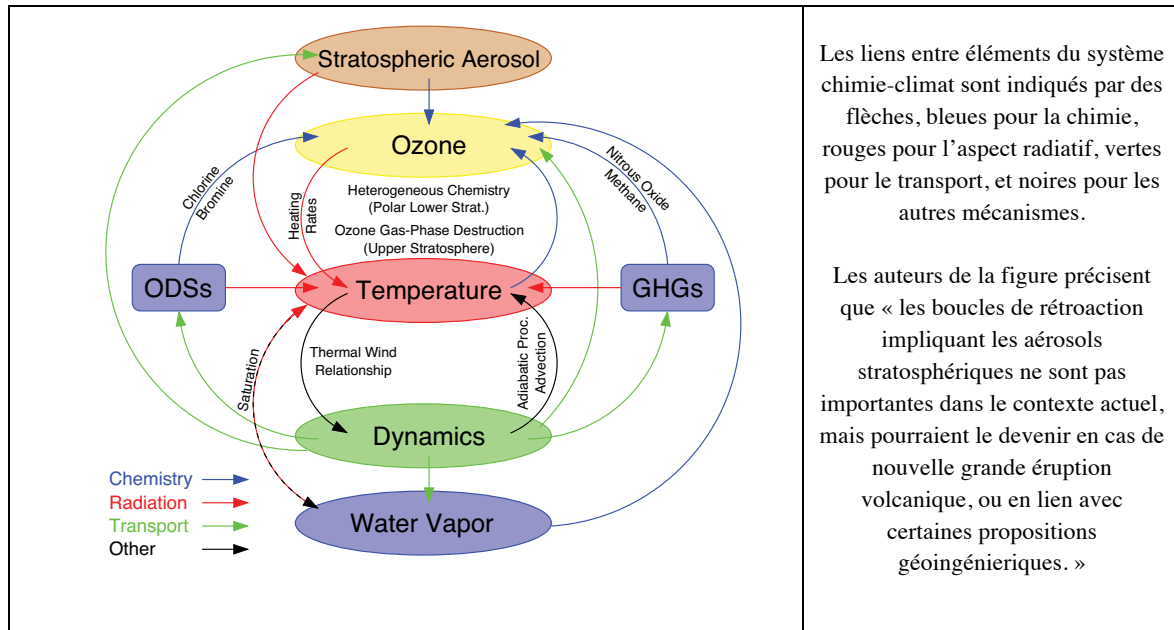 Stratospheric Aerosol
Ozone
Chlorine
Bromine
Heating
Rates
Heterogeneous Chemistry
(Polar Lower Strat.)
Ozone Gas-Phase Destruction
(Upper Stratosphere)
Nitrous Oxide
Methane
ODSs
Temperature
GHGs
Saturation
Thermal Wind
Relationship
Adiabatic Proc.
Advection
Dynamics
Chemistry
Radiation
Transport
Other
Water Vapor
Les liens entre éléments du système
chimie-climat sont indiqués par des
flèches, bleues pour la chimie,
rouges pour l’aspect radiatif, vertes
pour le transport, et noires pour les
autres mécanismes.
Les auteurs de la figure précisent
que « les boucles de rétroaction
impliquant les aérosols
stratosphériques ne sont pas
importantes dans le contexte actuel,
mais pourraient le devenir en cas de
nouvelle grande éruption
volcanique, ou en lien avec
certaines propositions
géoingénieriques. »